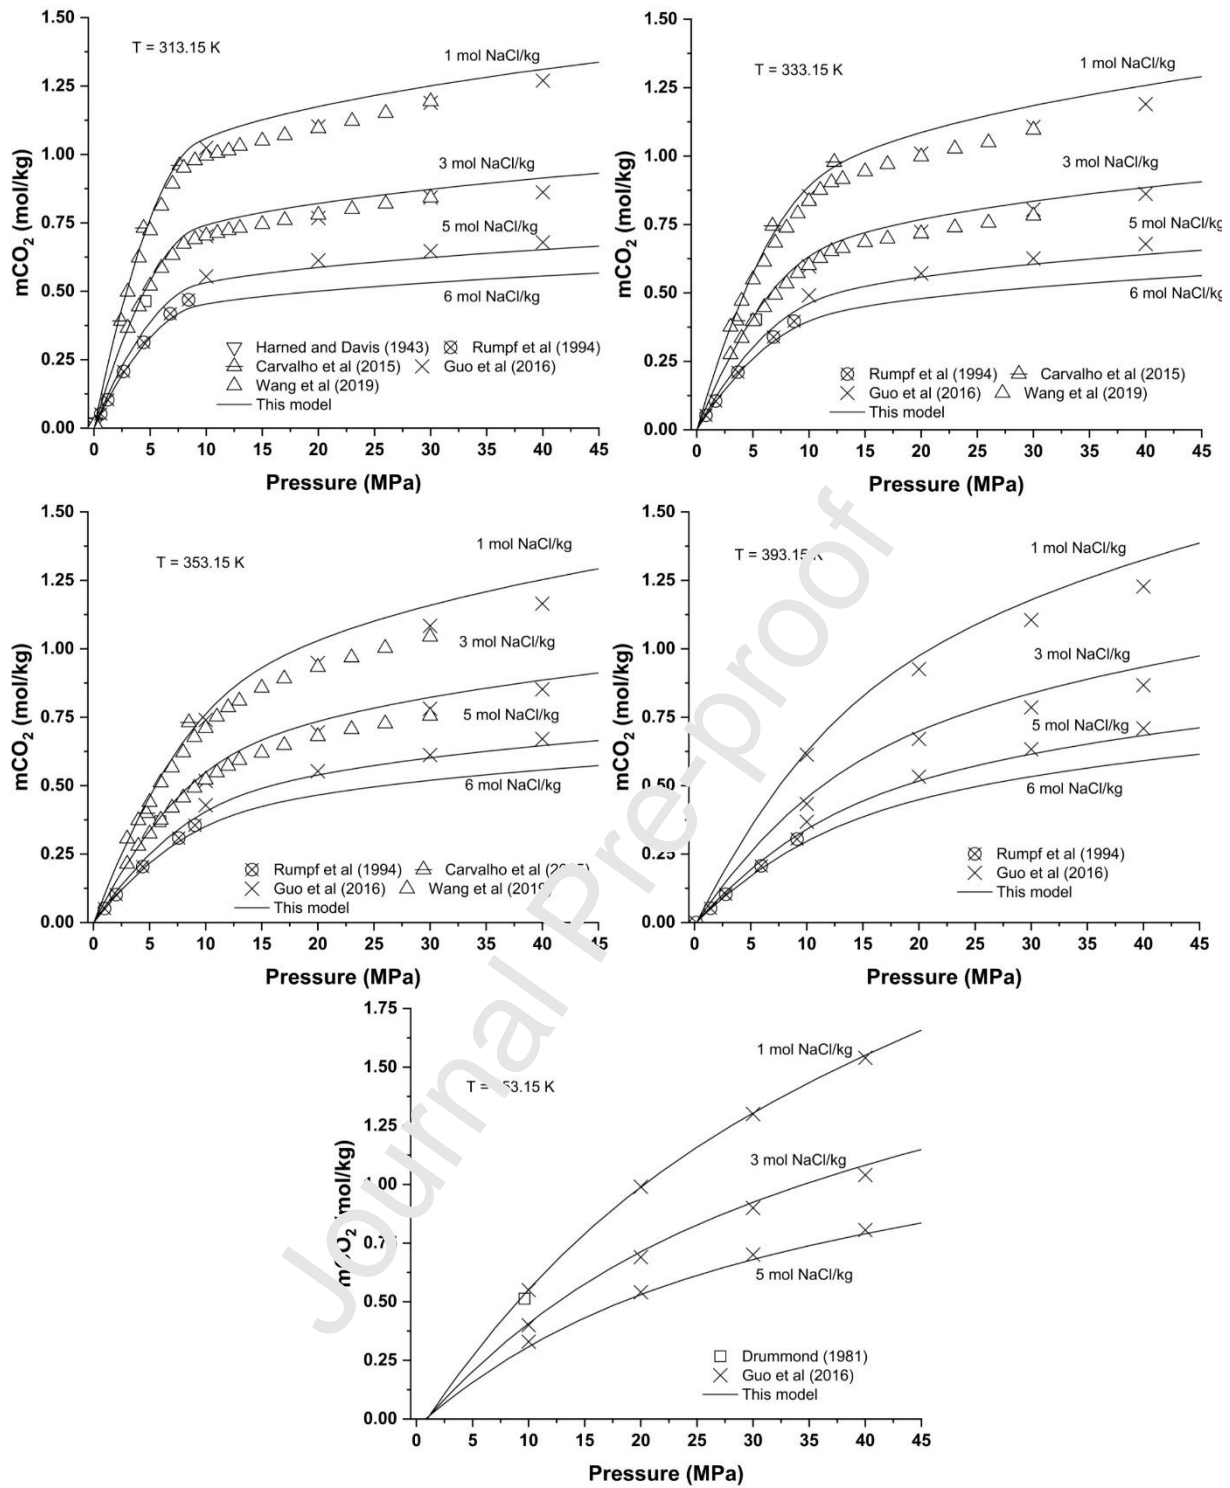 1.50
1.25
1.00
0.75
0.50
0.25
0.00
mCO₂ (mol/kg)
T = 313.15 K
1 mol NaCl/kg
3 mol NaCl/kg
5 mol NaCl/kg
6 mol NaCl/kg
Harned and Davis (1943) Rumpf et al (1994)
Carvalho et al (2015) Guo et al (2016)
Wang et al (2019)
This model
0 5 10 15 20 25 30 35 40 45
Pressure (MPa)
1.50
1.25
1.00
0.75
0.50
0.25
0.00
mCO₂ (mol/kg)
T = 333.15 K
1 mol NaCl/kg
3 mol NaCl/kg
5 mol NaCl/kg
6 mol NaCl/kg
Rumpf et al (1994) Carvalho et al (2015)
Guo et al (2016) Wang et al (2019)
This model
0 5 10 15 20 25 30 35 40 45
Pressure (MPa)
1.50
1.25
1.00
0.75
0.50
0.25
0.00
mCO₂ (mol/kg)
T = 353.15 K
1 mol NaCl/kg
3 mol NaCl/kg
5 mol NaCl/kg
6 mol NaCl/kg
Rumpf et al (1994) Carvalho et al
Guo et al (2016) Wang et al (2019)
This model
0 5 10 15 20 25 30 35 40 45
Pressure (MPa)
1.50
1.25
1.00
0.75
0.50
0.25
0.00
mCO₂ (mol/kg)
T = 393.15 K
1 mol NaCl/kg
3 mol NaCl/kg
5 mol NaCl/kg
6 mol NaCl/kg
Rumpf et al (1994)
Guo et al (2016)
This model
0 5 10 15 20 25 30 35 40 45
Pressure (MPa)
1.75
1.50
1.25
1.00
0.75
0.50
0.25
0.00
mCO₂ (mol/kg)
T = 53.15 K
1 mol NaCl/kg
3 mol NaCl/kg
5 mol NaCl/kg
Drummond (1981)
Guo et al (2016)
This model
0 5 10 15 20 25 30 35 40 45
Pressure (MPa)
Journal Pre-proof